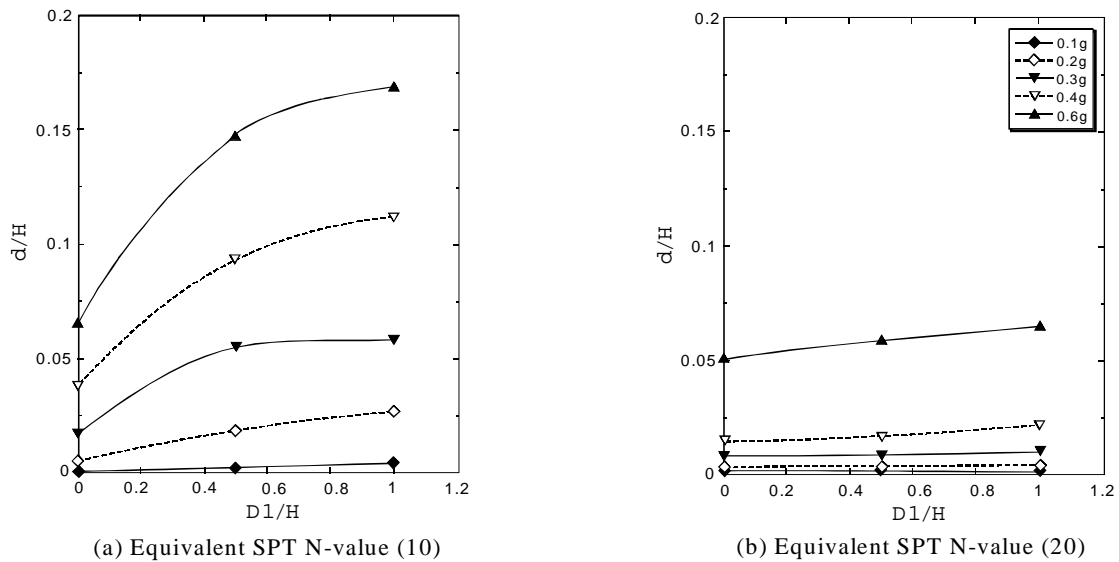 0.2
0.15
0.1
0.05
0
d/H
0 0.2 0.4 0.6 0.8 1 1.2
D1/H
(a) Equivalent SPT N-value (10)
0.2
0.15
0.1
0.05
0
d/H
0.1g
0.2g
0.3g
0.4g
0.6g
0 0.2 0.4 0.6 0.8 1 1.2
D1/H
(b) Equivalent SPT N-value (20)